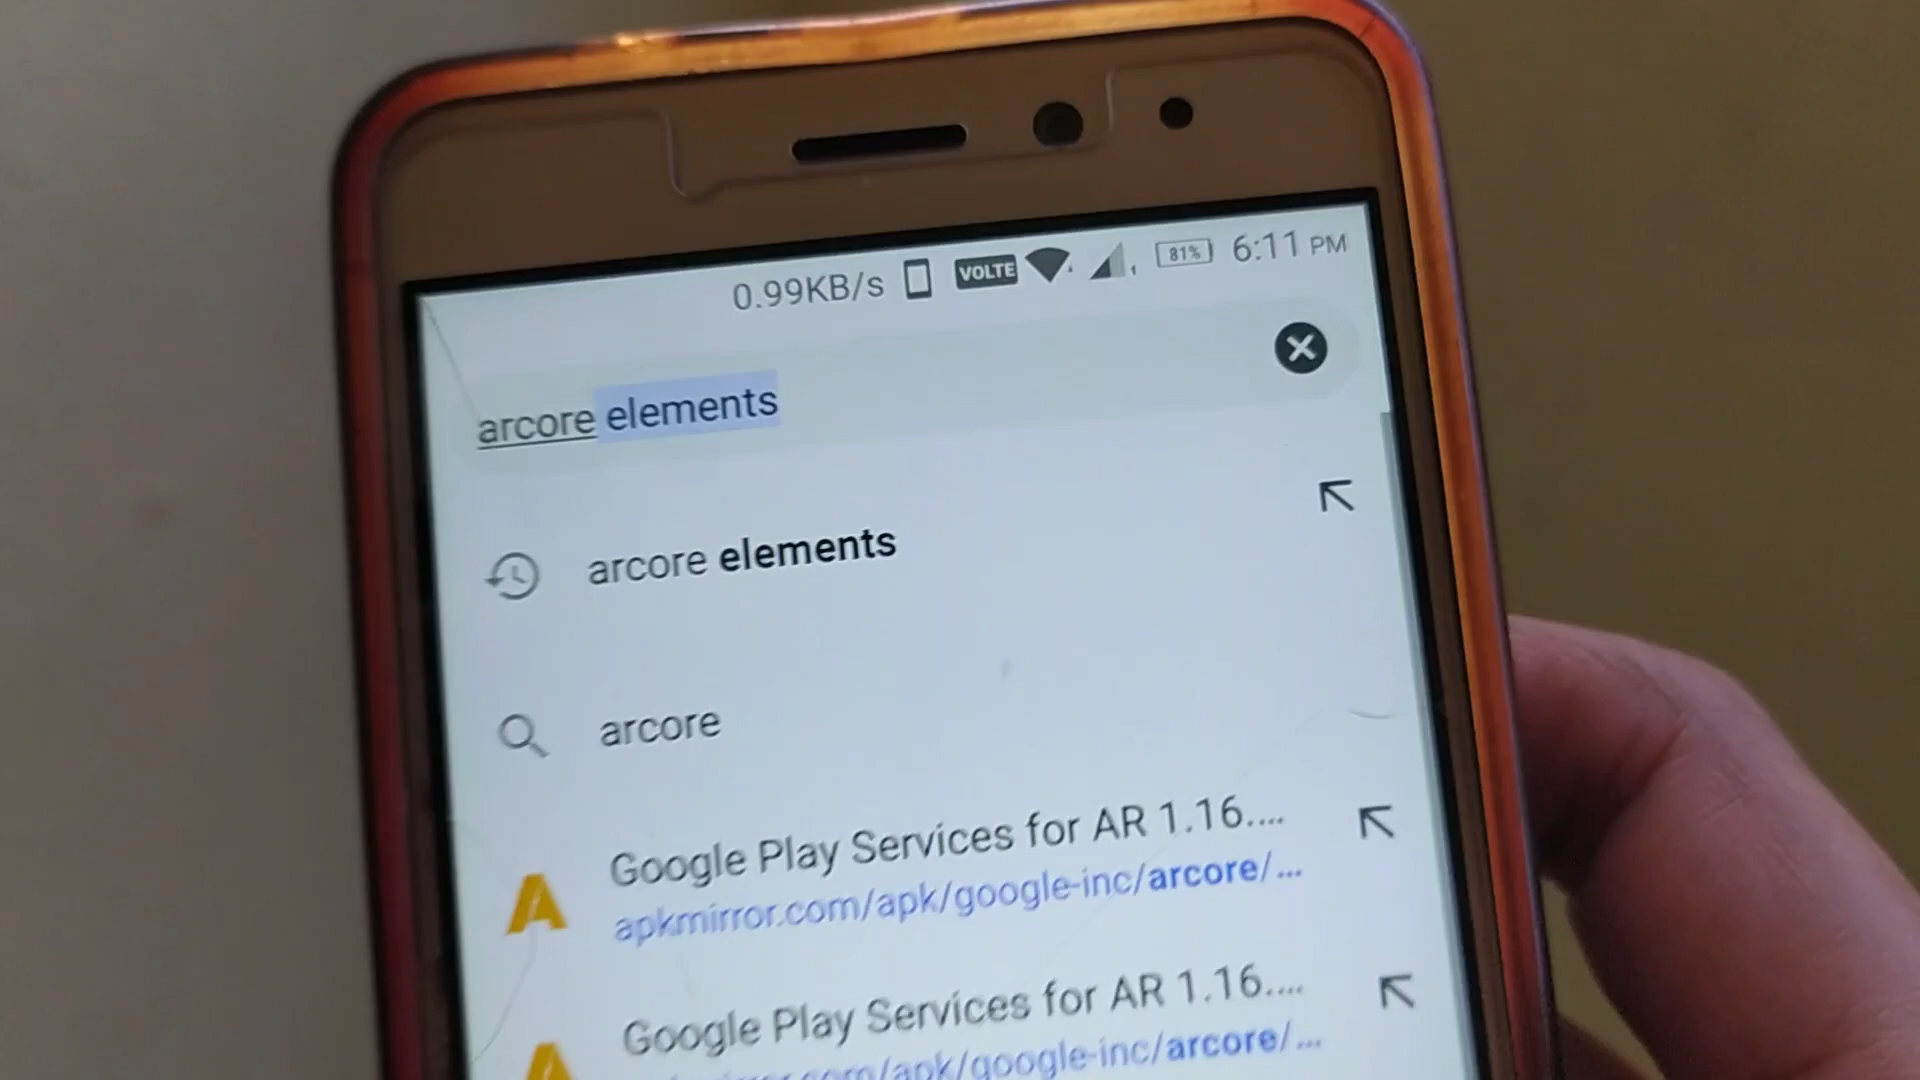 0.99KB/s VOLTE 81% 6:11 PM
arcore elements
arcore elements
arcore
Google Play Services for AR 1.16....
apkmirror.com/apk/google-inc/arcore/...
Google Play Services for AR 1.16....
com/apk/google-inc/arcore/...